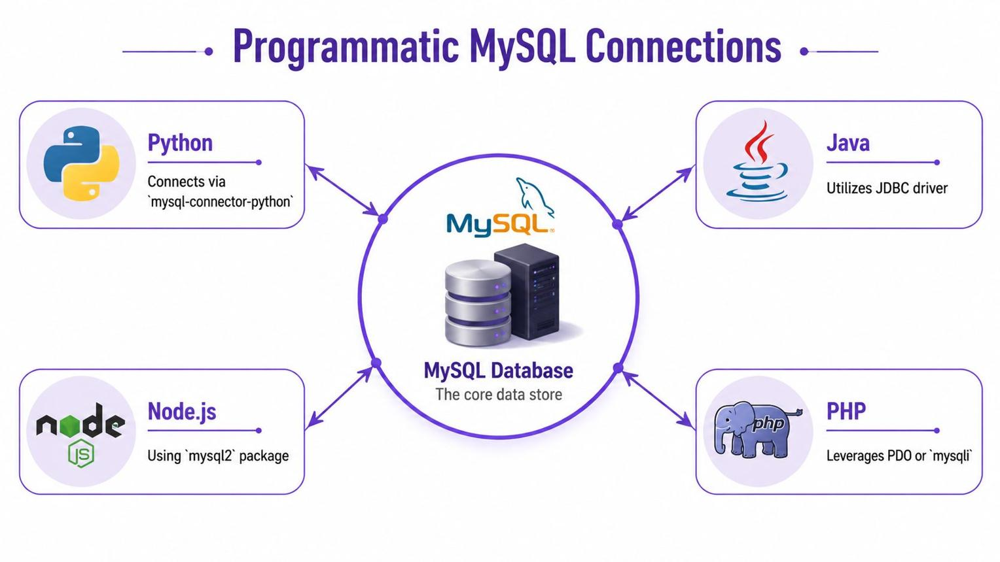 Programmatic MySQL Connections
Python
Connects via
`mysql-connector-python`
Java
Utilizes JDBC driver
MySQL®
MySQL Database
The core data store
node
JS
Node.js
Using `mysql2` package
php
PHP
Leverages PDO or `mysqli`